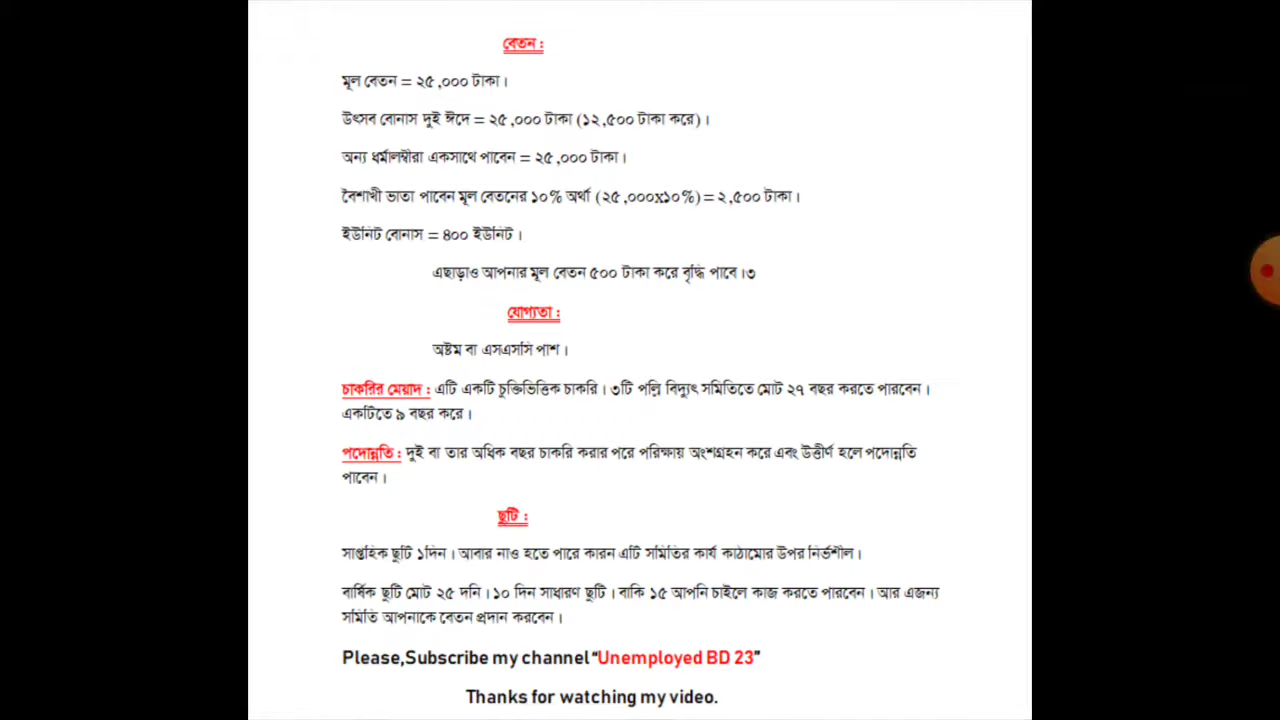 বেতন :
মূল বেতন = ২৫,০০০ টাকা।
উৎসব বোনাস দুই ঈদে = ২৫,০০০ টাকা (১২,৫০০ টাকা করে)।
অন্য ধর্মালম্বীরা একসাথে পাবেন = ২৫,০০০ টাকা।
বৈশাখী ভাতা পাবেন মূল বেতনের ১০% অর্থা (২৫,০০০x১০%) = ২,৫০০ টাকা।
ইউনিট বোনাস = ৪০০ ইউনিট।
এছাড়াও আপনার মূল বেতন ৫০০ টাকা করে বৃদ্ধি পাবে।৩
যোগ্যতা :
অষ্টম বা এসএসসি পাশ।
চাকরির মেয়াদ : এটি একটি চুক্তিভিত্তিক চাকরি। ৩টি পল্লি বিদ্যুৎ সমিতিতে মোট ২৭ বছর করতে পারবেন।
একটিতে ৯ বছর করে।
পদোন্নতি : দুই বা তার অধিক বছর চাকরি করার পরে পরিক্ষায় অংশগ্রহন করে এবং উত্তীর্ণ হলে পদোন্নতি
পাবেন।
ছুটি :
সাপ্তহিক ছুটি ১দিন। আবার নাও হতে পারে কারন এটি সমিতির কার্য কাঠামোর উপর নির্ভশীল।
বার্ষিক ছুটি মোট ২৫ দনি। ১০ দিন সাধারণ ছুটি। বাকি ১৫ আপনি চাইলে কাজ করতে পারবেন। আর এজন্য
সমিতি আপনাকে বেতন প্রদান করবেন।
Please,Subscribe my channel “Unemployed BD 23”
Thanks for watching my video.